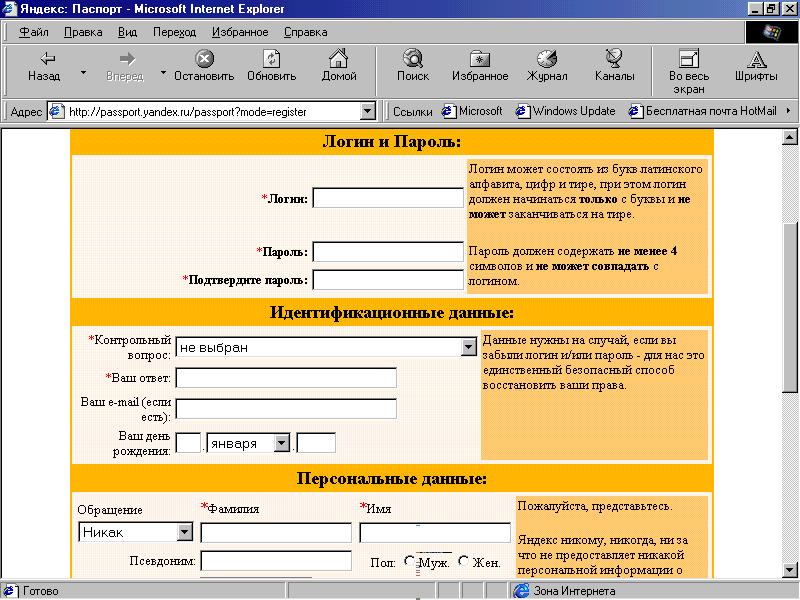 Яндекс: Паспорт - Microsoft Internet Explorer
Файл Правка Вид Переход Избранное Справка
Назад Вперед Остановить Обновить Домой Поиск Избранное Журнал Каналы Во весь экран Шрифты
Адрес http://passport.yandex.ru/passport?mode=register Ссылки Microsoft Windows Update Бесплатная почта HotMail
Логин и Пароль:
*Логин:
Логин может состоять из букв латинского
алфавита, цифр и тире, при этом логин
должен начинаться только с буквы и не
может заканчиваться на тире.
*Пароль:
*Подтвердите пароль:
Пароль должен содержать не менее 4
символов и не может совпадать с
логином.
Идентификационные данные:
*Контрольный
вопрос:
не выбран
*Ваш ответ:
Ваш e-mail (если
есть):
Ваш день
рождения:
. января .
Данные нужны на случай, если вы
забыли логин и/или пароль - для нас это
единственный безопасный способ
восстановить ваши права.
Персональные данные:
Обращение *Фамилия *Имя
Никак
Псевдоним: Пол: Муж. Жен.
Пожалуйста, представьтесь.
Яндекс никому, никогда, ни за
что не предоставляет никакой
персональной информации о
Готово Зона Интернета